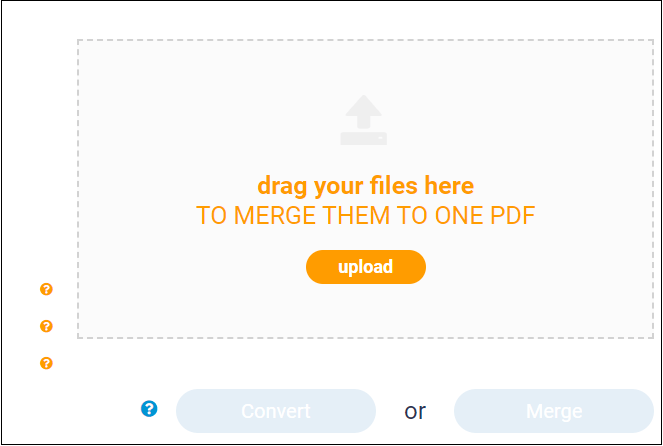 drag your files here
TO MERGE THEM TO ONE PDF
upload
?
?
?
?
Convert or Merge